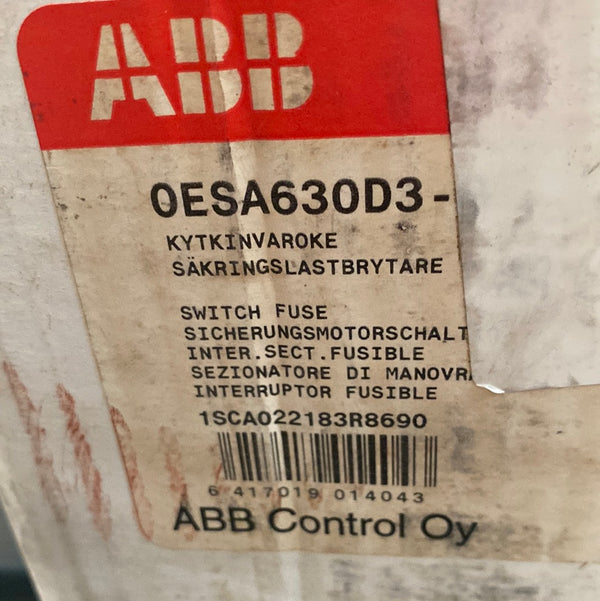 ABB
OESA630D3-
KYTKINVAROKE
SÄKRINGSLASTBRYTARE
SWITCH FUSE
SICHERUNGSMOTORSCHALT
INTER.SECT.FUSIBLE
SEZIONATORE DI MANOVR
INTERRUPTOR FUSIBLE
1SCA022183R8690
6 417019 014043
ABB Control Oy